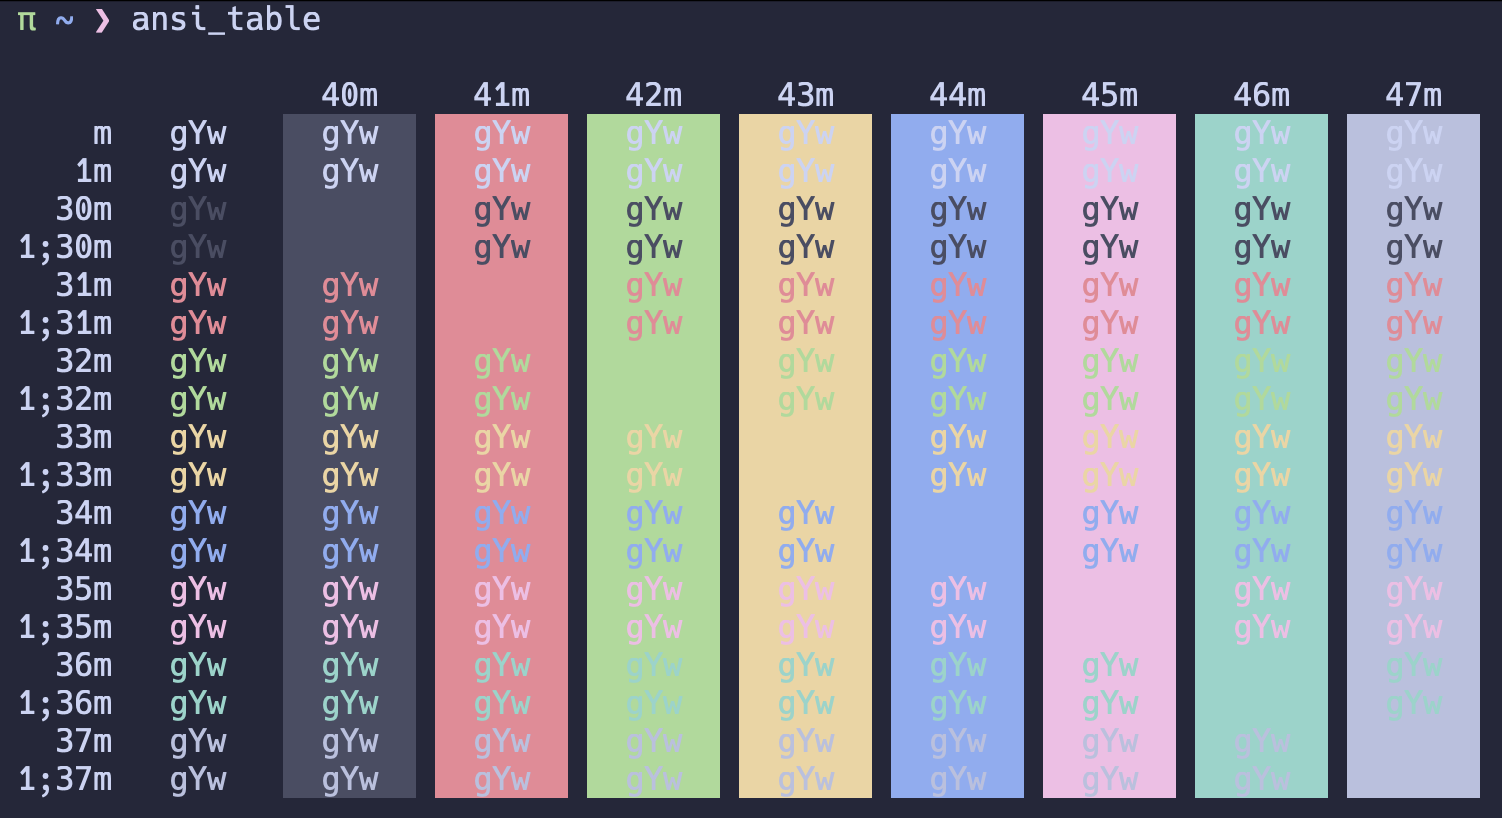 π ~ ❯ ansi_table
40m 41m 42m 43m 44m 45m 46m 47m
m gYw gYw gYw gYw gYw gYw gYw gYw gYw
1m gYw gYw gYw gYw gYw gYw gYw gYw gYw
30m gYw gYw gYw gYw gYw gYw gYw gYw
1;30m gYw gYw gYw gYw gYw gYw gYw gYw
31m gYw gYw gYw gYw gYw gYw gYw gYw
1;31m gYw gYw gYw gYw gYw gYw gYw gYw
32m gYw gYw gYw gYw gYw gYw gYw gYw
1;32m gYw gYw gYw gYw gYw gYw gYw gYw
33m gYw gYw gYw gYw gYw gYw gYw gYw
1;33m gYw gYw gYw gYw gYw gYw gYw gYw
34m gYw gYw gYw gYw gYw gYw gYw gYw
1;34m gYw gYw gYw gYw gYw gYw gYw gYw
35m gYw gYw gYw gYw gYw gYw gYw gYw
1;35m gYw gYw gYw gYw gYw gYw gYw gYw
36m gYw gYw gYw gYw gYw gYw gYw gYw
1;36m gYw gYw gYw gYw gYw gYw gYw gYw
37m gYw gYw gYw gYw gYw gYw gYw gYw
1;37m gYw gYw gYw gYw gYw gYw gYw gYw